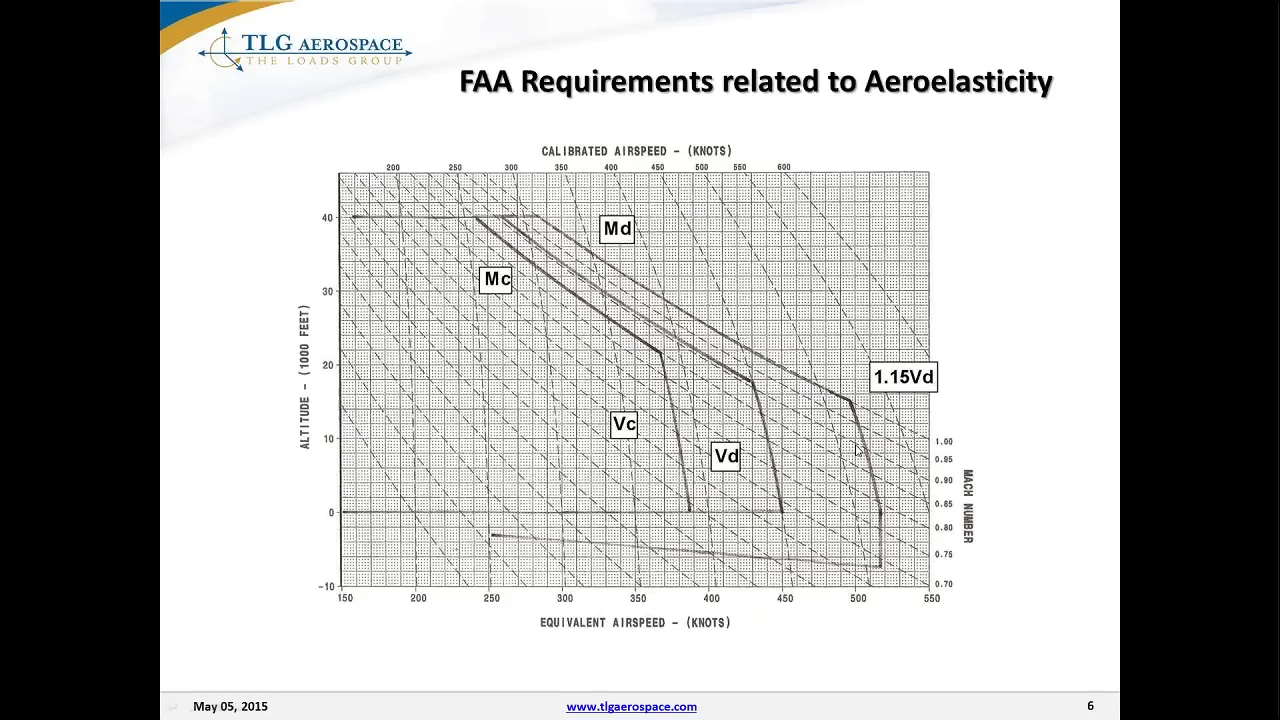 TLG AEROSPACE
THE LOADS GROUP
FAA Requirements related to Aeroelasticity
CALIBRATED AIRSPEED - (KNOTS)
200 250 300 350 400 450 500 550 600
40
Md
Mc
30
20
1.15Vd
ALTITUDE - (1000 FEET)
Vc
10
1.00
Vd
0.95
0.90
0.85
MACH NUMBER
0
0.80
0.75
-10
0.70
150 200 250 300 350 400 450 500 550
EQUIVALENT AIRSPEED - (KNOTS)
May 05, 2015
www.tlgaerospace.com
6